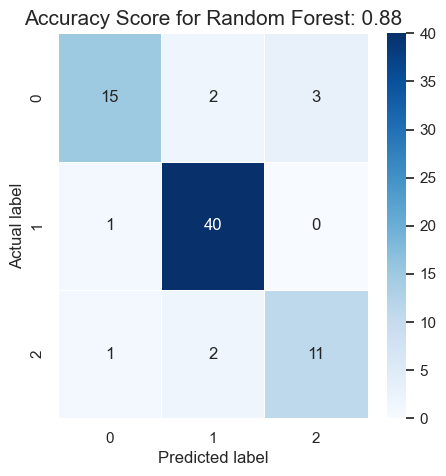 Accuracy Score for Random Forest: 0.88
40
35
30
25
20
15
10
5
0
Actual label
0
15 2 3
1
1 40 0
2
1 2 11
0 1 2
Predicted label